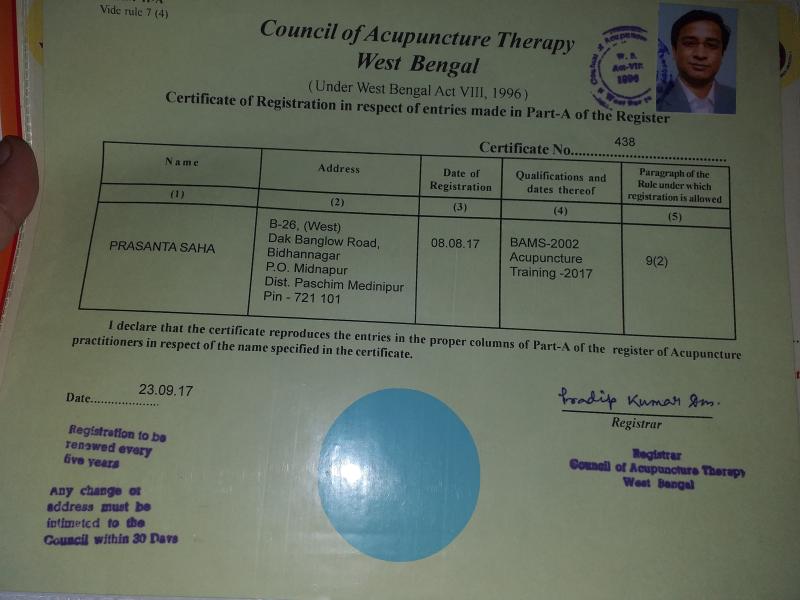 Vide rule 7 (4)
Council of Acupuncture Therapy
West Bengal
(Under West Bengal Act VIII, 1996)
Certificate of Registration in respect of entries made in Part-A of the Register
W. B.
Act-VIII
1996
Certificate No. 438
Name
Address
Date of
Registration
Qualifications and
dates thereof
Paragraph of the
Rule under which
registration is allowed
(1)
(2)
(3)
(4)
(5)
PRASANTA SAHA
B-26, (West)
Dak Banglow Road,
Bidhannagar
P.O. Midnapur
Dist. Paschim Medinipur
Pin - 721 101
08.08.17
BAMS-2002
Acupuncture
Training -2017
9(2)
I declare that the certificate reproduces the entries in the proper columns of Part-A of the register of Acupuncture
practitioners in respect of the name specified in the certificate.
Date 23.09.17
Pradip Kumar Das.
Registrar
Registration to be
renewed every
five years
Registrar
Council of Acupuncture Therapy
West Bengal
Any change of
address must be
intimeted to the
Council within 30 Days